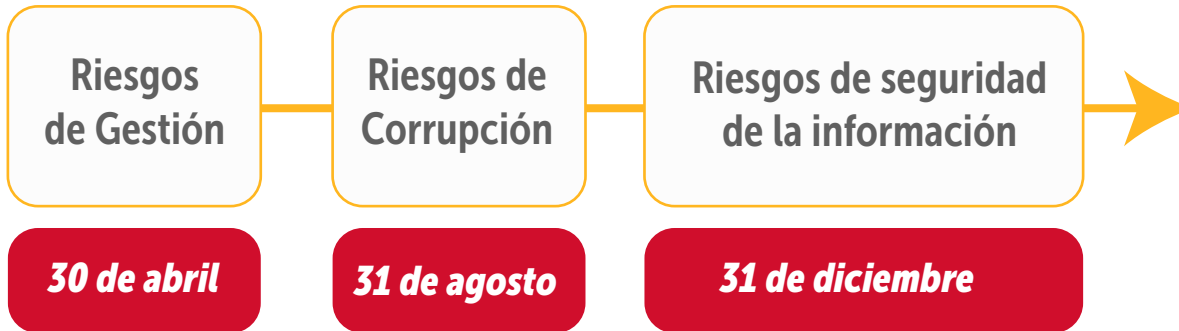 Riesgos
de Gestión
Riesgos de
Corrupción
Riesgos de seguridad
de la información
30 de abril
31 de agosto
31 de diciembre